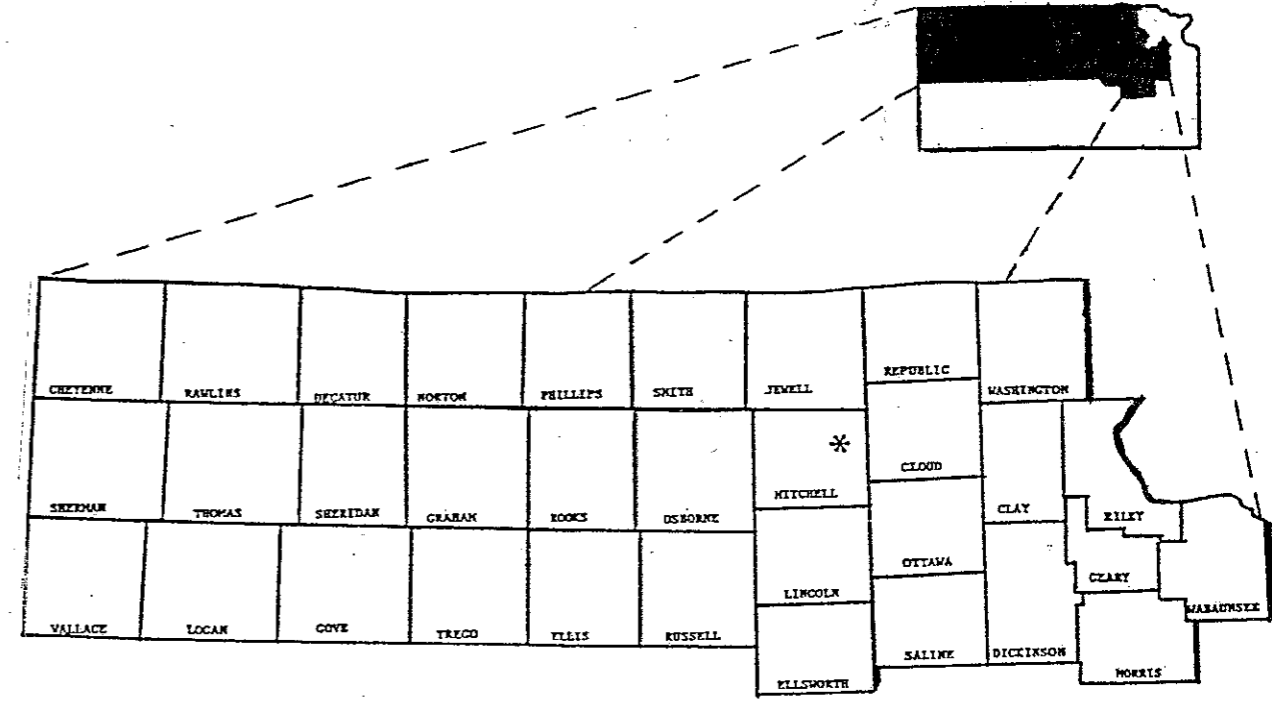 CHEYENNE
RAWLINS
DECATUR
NORTON
PHILLIPS
SMITH
JEWELL
REPUBLIC
WASHINGTON
SHERMAN
THOMAS
SHERIDAN
GRAHAM
ROOKS
OSBORNE
MITCHELL
*
CLOUD
CLAY
RILEY
WALLACE
LOGAN
GOVE
TREGO
ELLIS
RUSSELL
LINCOLN
OTTAWA
GEARY
WABAUNSEE
ELLSWORTH
SALINE
DICKINSON
MORRIS